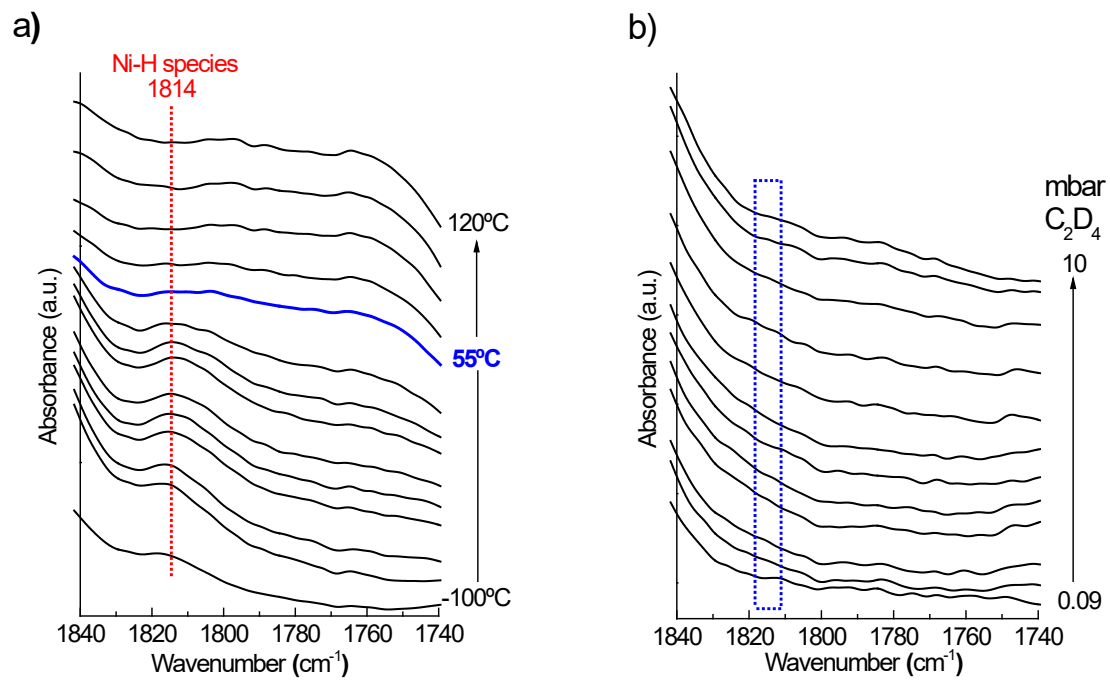 a)
Ni-H species
1814
120ºC
55ºC
-100ºC
Absorbance (a.u.)
1840 1820 1800 1780 1760 1740
Wavenumber (cm⁻¹)
b)
mbar
C₂D₄
10
0.09
Absorbance (a.u.)
1840 1820 1800 1780 1760 1740
Wavenumber (cm⁻¹)